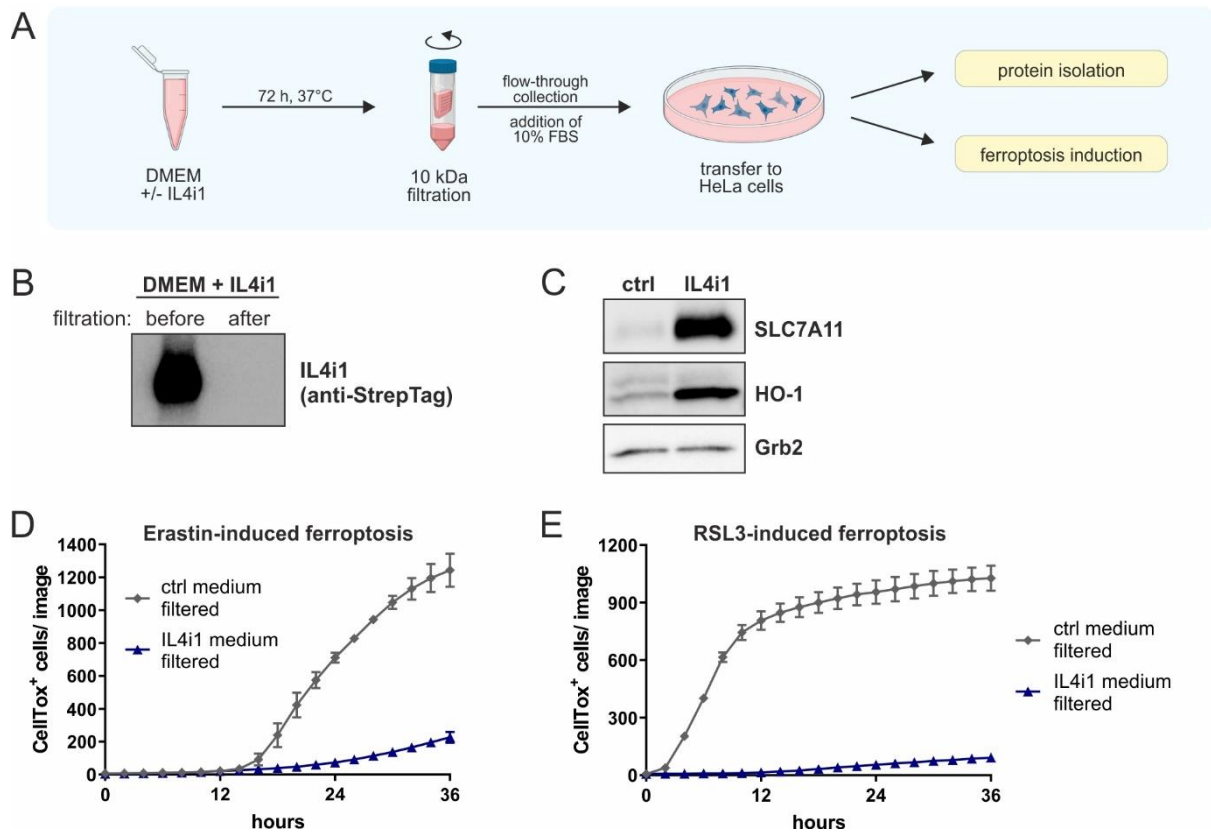 A
72 h, 37°C
flow-through
collection
addition of
10% FBS
DMEM
+/- IL4i1
10 kDa
filtration
transfer to
HeLa cells
protein isolation
ferroptosis induction
B
DMEM + IL4i1
filtration: before after
IL4i1
(anti-StrepTag)
C
ctrl IL4i1
SLC7A11
HO-1
Grb2
D
Erastin-induced ferroptosis
CellTox+ cells/ image
1400
1200
1000
800
600
400
200
0
ctrl medium
filtered
IL4i1 medium
filtered
0 12 24 36
hours
E
RSL3-induced ferroptosis
CellTox+ cells/ image
1200
900
600
300
0
ctrl medium
filtered
IL4i1 medium
filtered
0 12 24 36
hours